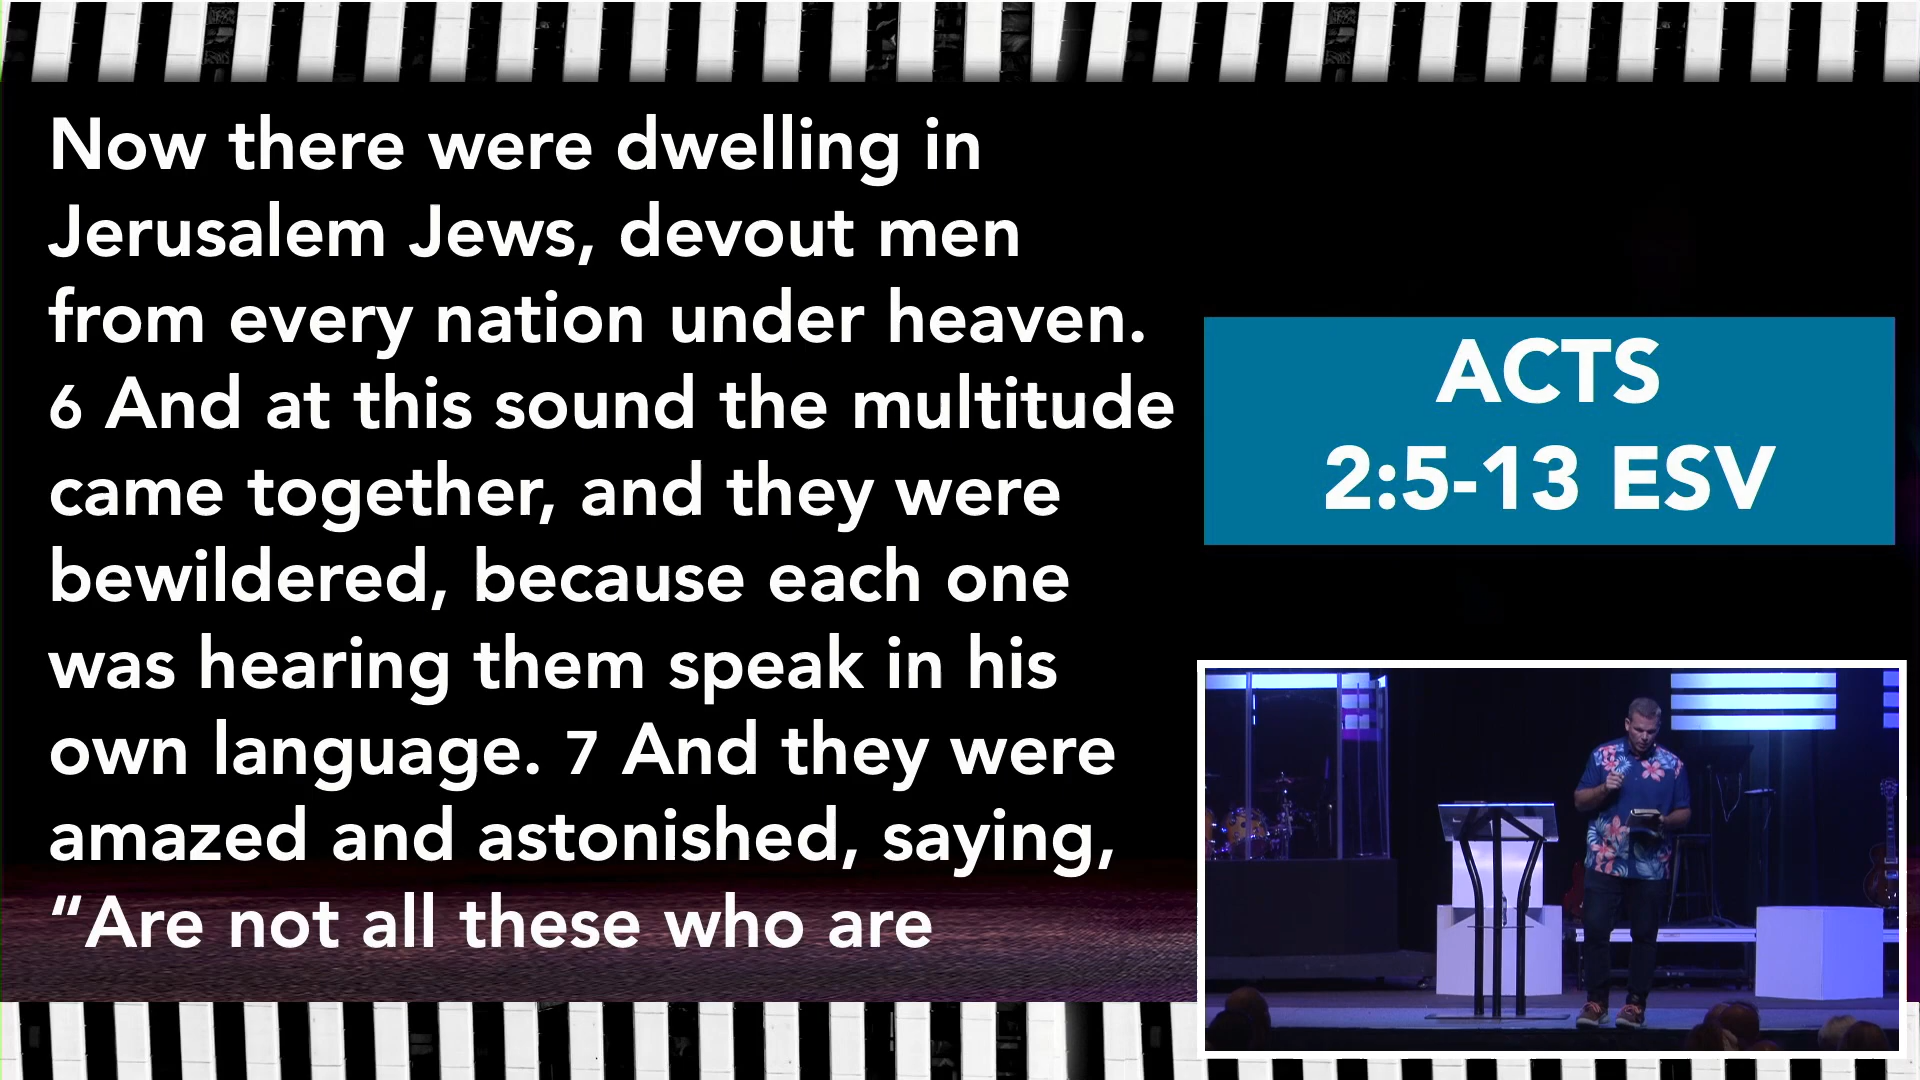 Now there were dwelling in
Jerusalem Jews, devout men
from every nation under heaven.
6 And at this sound the multitude
came together, and they were
bewildered, because each one
was hearing them speak in his
own language. 7 And they were
amazed and astonished, saying,
“Are not all these who are
ACTS
2:5-13 ESV